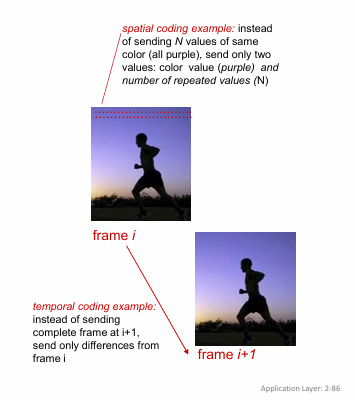 spatial coding example: instead
of sending N values of same
color (all purple), send only two
values: color value (purple) and
number of repeated values (N)
frame i
temporal coding example:
instead of sending
complete frame at i+1,
send only differences from
frame i
frame i+1
Application Layer: 2-86